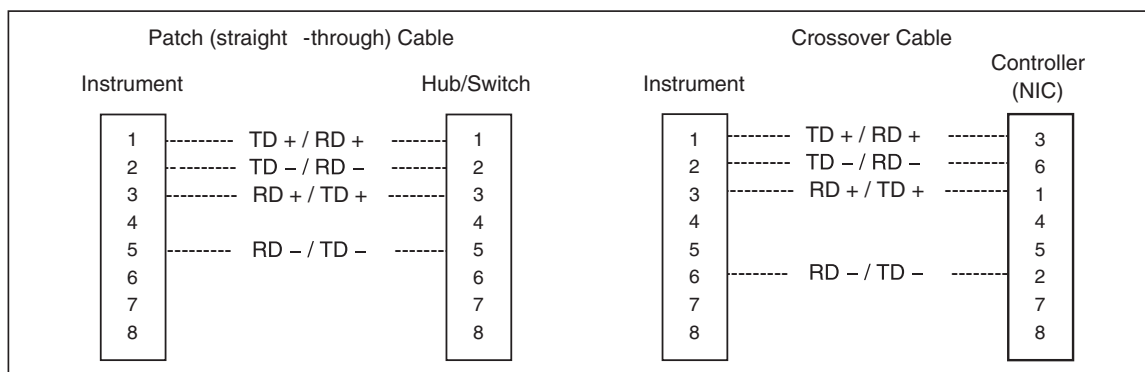 Patch (straight -through) Cable
Instrument Hub/Switch
1 TD + / RD + 1
2 TD – / RD – 2
3 RD + / TD + 3
4 4
5 RD – / TD – 5
6 6
7 7
8 8
Crossover Cable
Instrument Controller
(NIC)
1 TD + / RD + 3
2 TD – / RD – 6
3 RD + / TD + 1
4 4
5 5
6 RD – / TD – 2
7 7
8 8